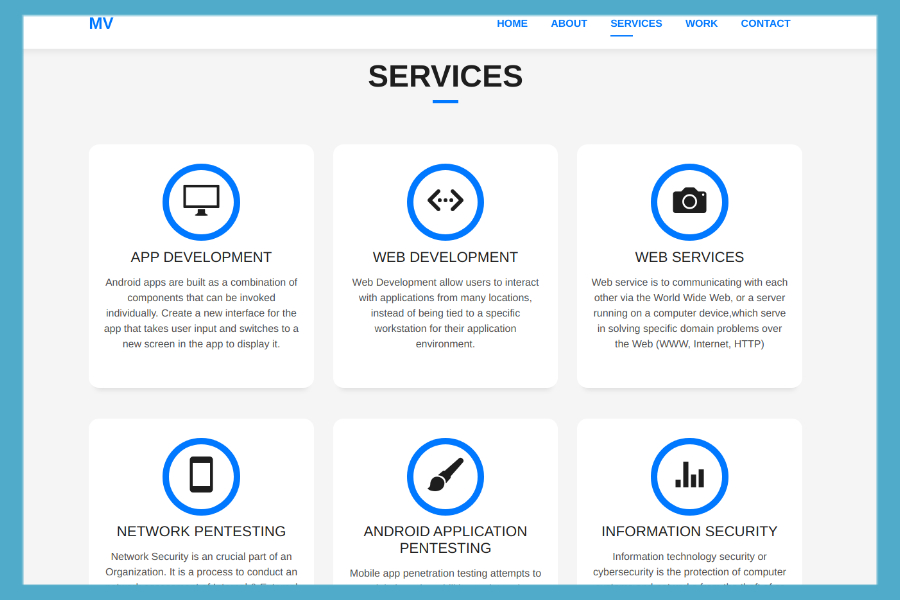 MV
HOME ABOUT SERVICES WORK CONTACT
SERVICES
APP DEVELOPMENT
Android apps are built as a combination of
components that can be invoked
individually. Create a new interface for the
app that takes user input and switches to a
new screen in the app to display it.
WEB DEVELOPMENT
Web Development allow users to interact
with applications from many locations,
instead of being tied to a specific
workstation for their application
environment.
WEB SERVICES
Web service is to communicating with each
other via the World Wide Web, or a server
running on a computer device,which serve
in solving specific domain problems over
the Web (WWW, Internet, HTTP)
NETWORK PENTESTING
Network Security is an crucial part of an
Organization. It is a process to conduct an
ANDROID APPLICATION
PENTESTING
Mobile app penetration testing attempts to
INFORMATION SECURITY
Information technology security or
cybersecurity is the protection of computer